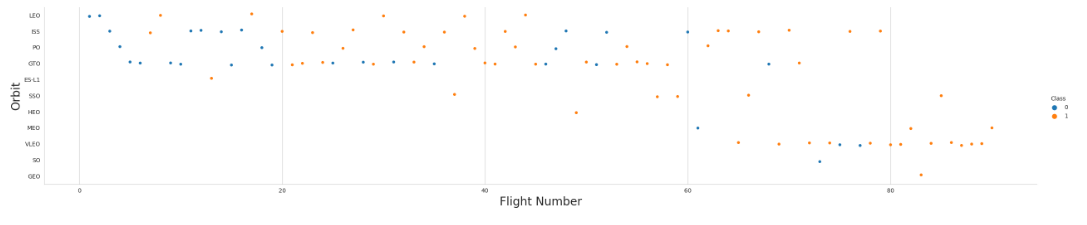 LEO
ISS
PO
GTO
ES-L1
SSO
HEO
MEO
VLEO
SO
GEO
Orbit
0 20 40 60 80
Flight Number
Class
0
1